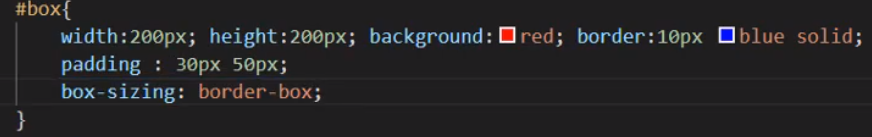 #box{
width:200px; height:200px; background:red; border:10px blue solid;
padding : 30px 50px;
box-sizing: border-box;
}